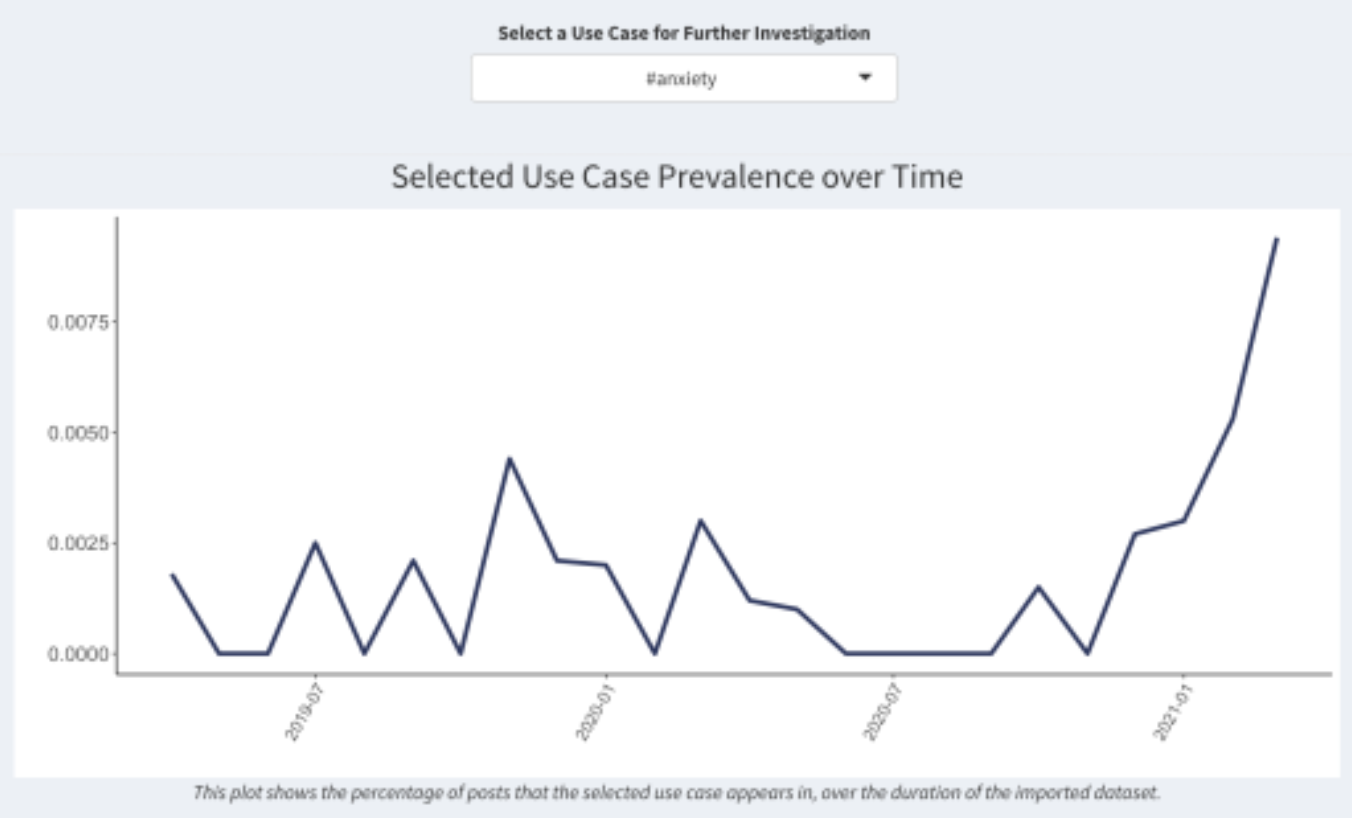 Select a Use Case for Further Investigation
#anxiety
Selected Use Case Prevalence over Time
0.0075
0.0050
0.0025
0.0000
2019-07
2020-01
2020-07
2021-01
This plot shows the percentage of posts that the selected use case appears in, over the duration of the imported dataset.